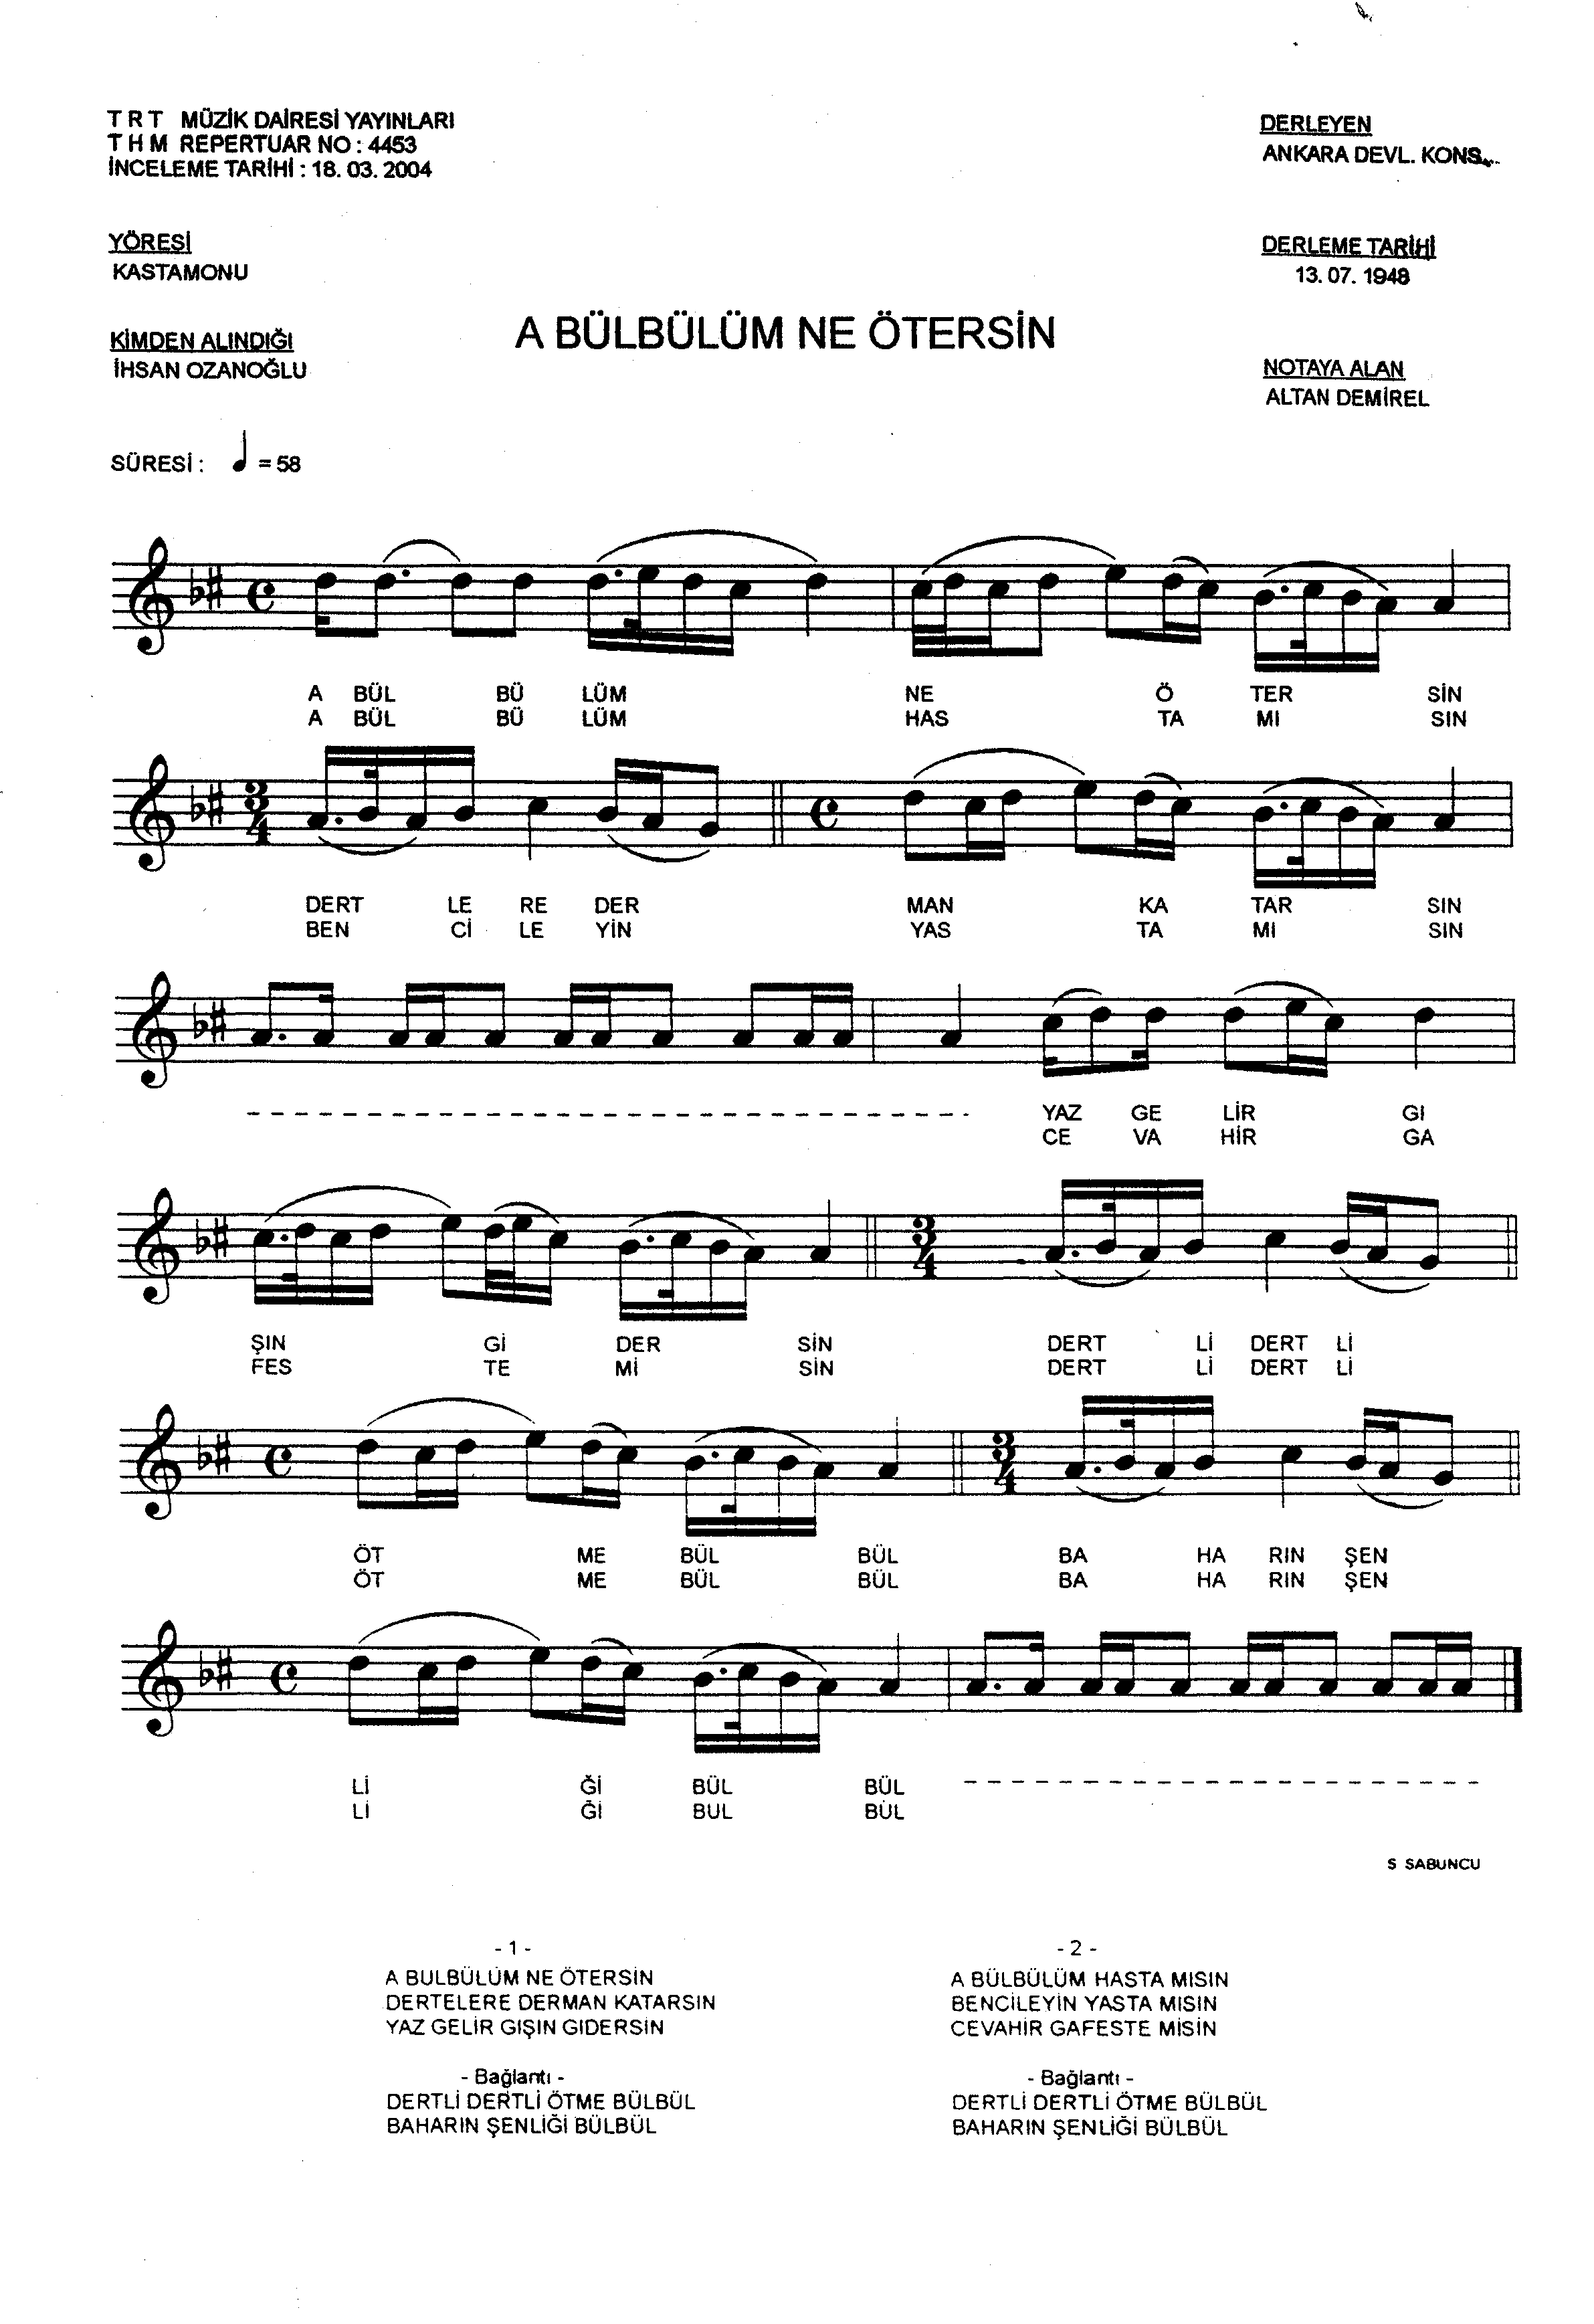 T R T MÜZİK DAİRESİ YAYINLARI
T H M REPERTUAR NO : 4453
İNCELEME TARİHİ : 18. 03. 2004
DERLEYEN
ANKARA DEVL. KONS.
YÖRESİ
KASTAMONU
DERLEME TARİHİ
13. 07. 1948
KİMDEN ALINDIĞI
İHSAN OZANOĞLU
A BÜLBÜLÜM NE ÖTERSİN
NOTAYA ALAN
ALTAN DEMİREL
SÜRESİ : = 58
A BÜL BÜ LÜM NE Ö TER SİN
A BÜL BÜ LÜM HAS TA MI SIN
3
4
DERT LE RE DER MAN KA TAR SIN
BEN Cİ LE YİN YAS TA MI SIN
YAZ GE LİR GI
CE VA HİR GA
3
4
ŞIN Gİ DER SİN DERT Lİ DERT Lİ
FES TE Mİ SİN DERT Lİ DERT Lİ
3
4
ÖT ME BÜL BÜL BA HA RIN ŞEN
ÖT ME BÜL BÜL BA HA RIN ŞEN
Lİ Ğİ BÜL BÜL
Lİ Ğİ BUL BÜL
S SABUNCU
- 1 -
A BULBÜLÜM NE ÖTERSİN
DERTELERE DERMAN KATARSIN
YAZ GELİR GIŞIN GIDERSİN
- Bağlantı -
DERTLİ DERTLİ ÖTME BÜLBÜL
BAHARIN ŞENLİĞİ BÜLBÜL
- 2 -
A BÜLBÜLÜM HASTA MISIN
BENCİLEYİN YASTA MISIN
CEVAHİR GAFESTE MİSİN
- Bağlantı -
DERTLİ DERTLİ ÖTME BÜLBÜL
BAHARIN ŞENLİĞİ BÜLBÜL